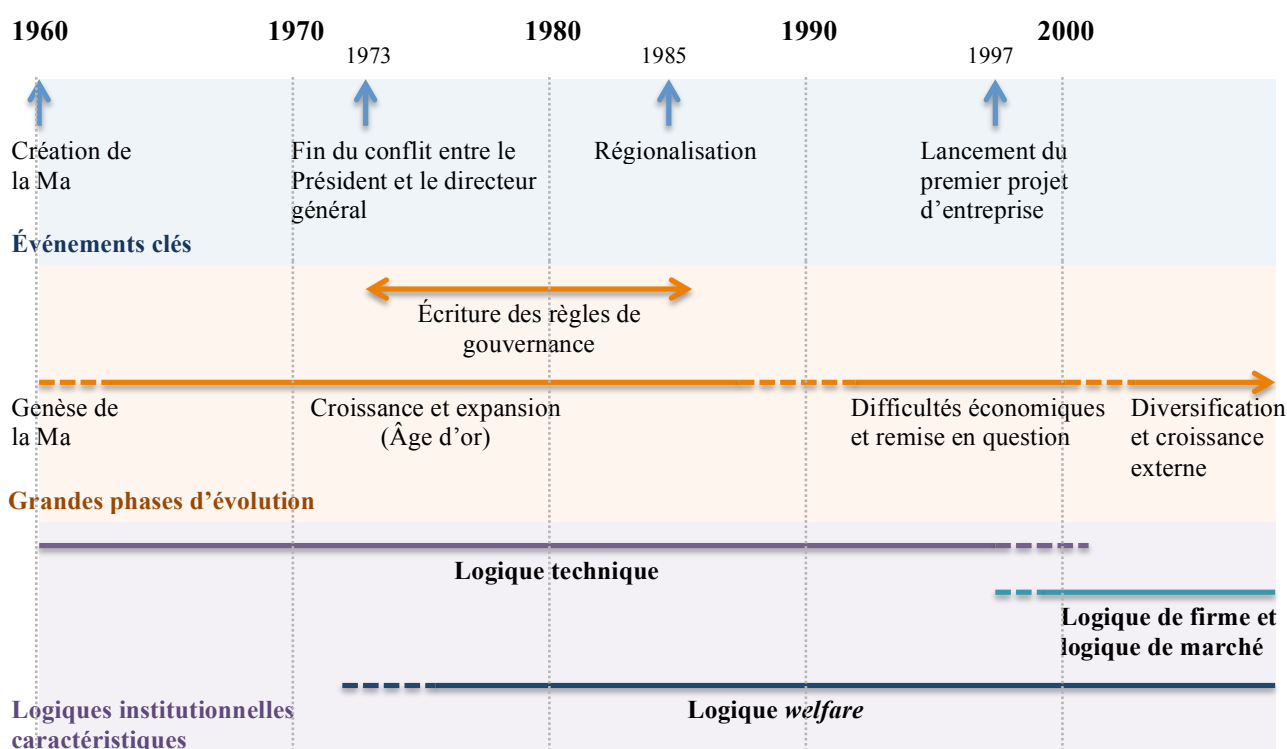 1960 1970 1980 1990 2000
1973 1985 1997
Création de
la Ma
Fin du conflit entre le
Président et le directeur
général
Régionalisation
Lancement du
premier projet
d’entreprise
Événements clés
Écriture des règles de
gouvernance
Genèse de
la Ma
Croissance et expansion
(Âge d’or)
Difficultés économiques
et remise en question
Diversification
et croissance
externe
Grandes phases d’évolution
Logique technique
Logique de firme et
logique de marché
Logique welfare
Logiques institutionnelles
caractéristiques